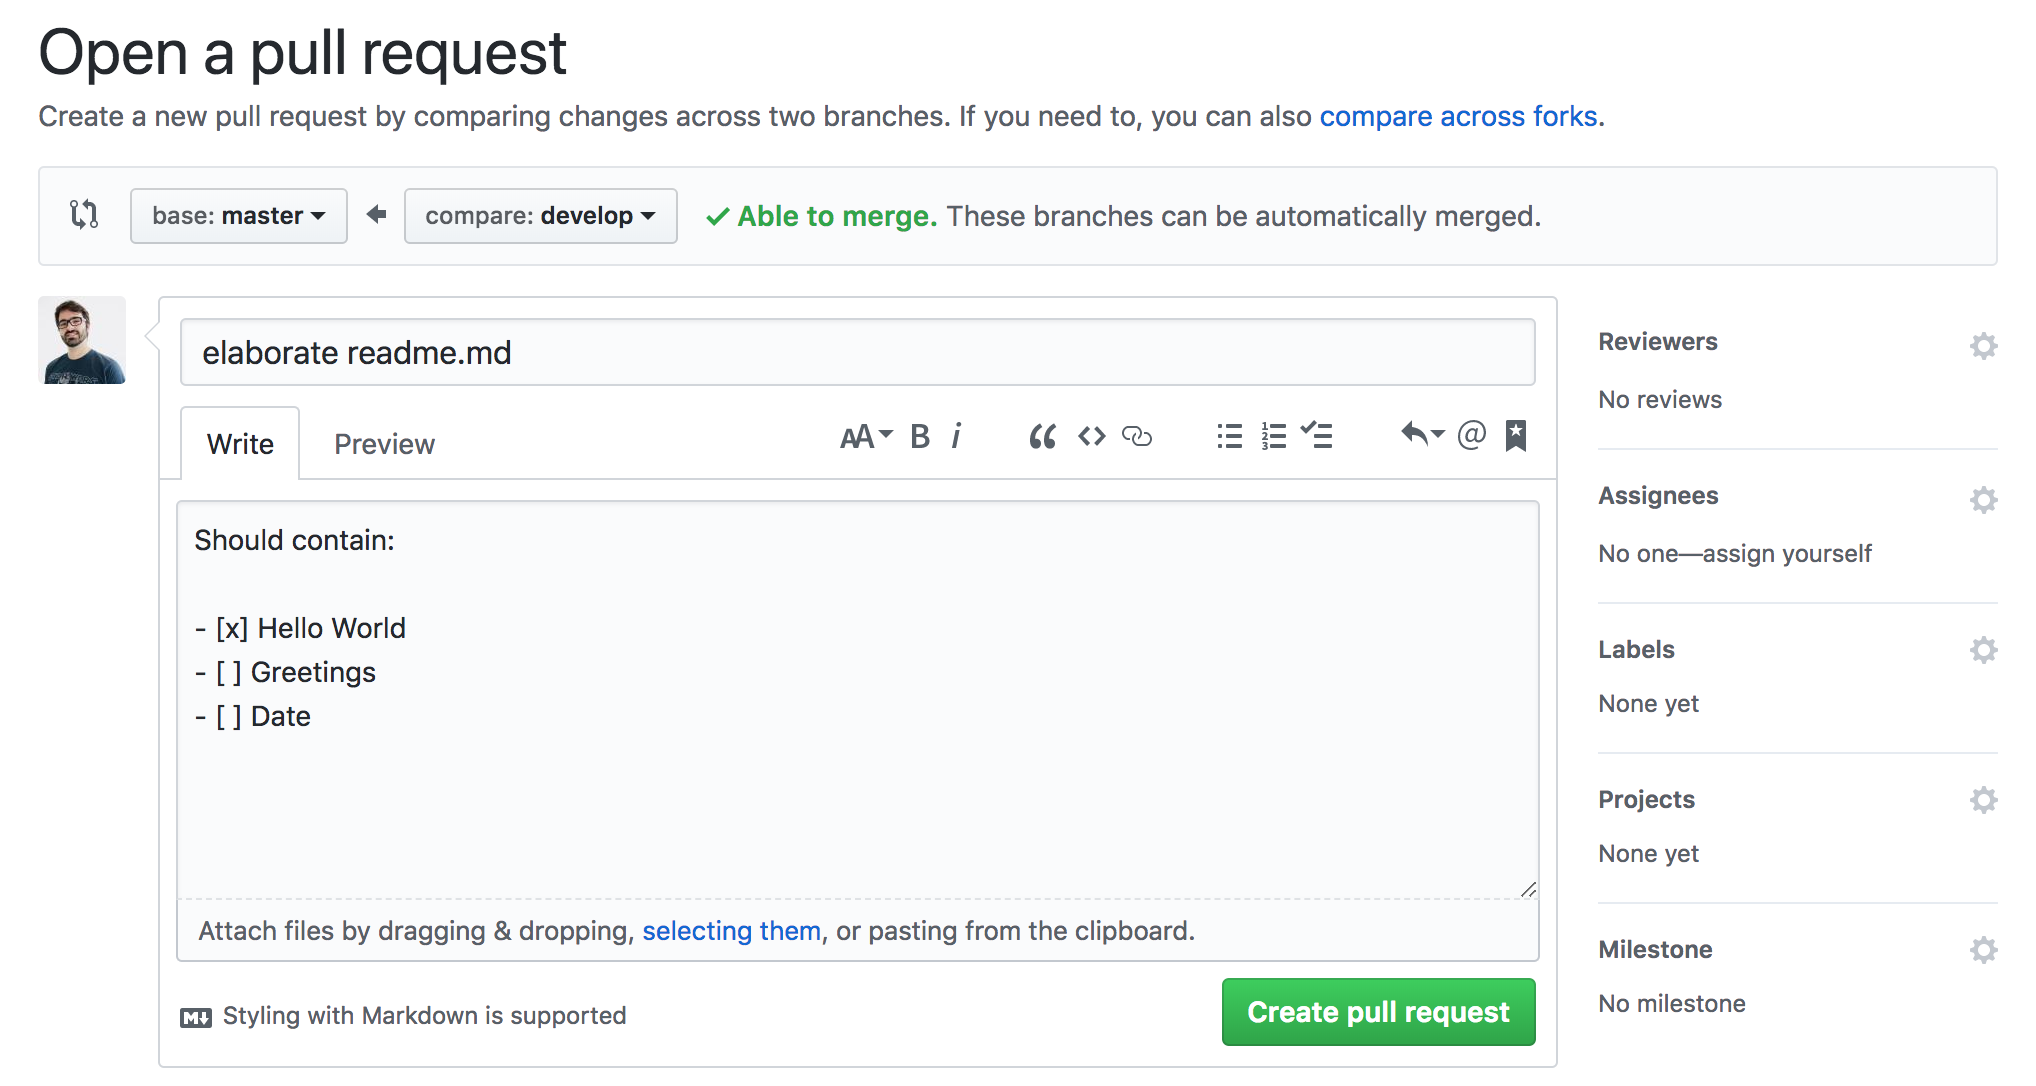 Open a pull request
Create a new pull request by comparing changes across two branches. If you need to, you can also compare across forks.
base: master
compare: develop
Able to merge. These branches can be automatically merged.
elaborate readme.md
Write
Preview
AA B i
Should contain:
- [x] Hello World
- [ ] Greetings
- [ ] Date
Attach files by dragging & dropping, selecting them, or pasting from the clipboard.
Styling with Markdown is supported
Create pull request
Reviewers
No reviews
Assignees
No one—assign yourself
Labels
None yet
Projects
None yet
Milestone
No milestone